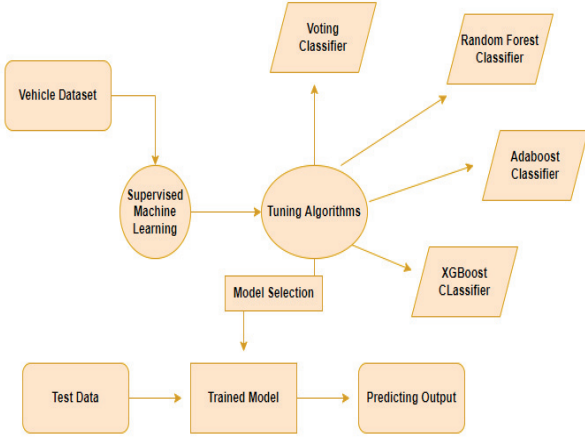 Voting
Classifier
Random Forest
Classifier
Vehicle Dataset
Adaboost
Classifier
Supervised
Machine
Learning
Tuning Algorithms
XGBoost
CLassifier
Model Selection
Test Data
Trained Model
Predicting Output